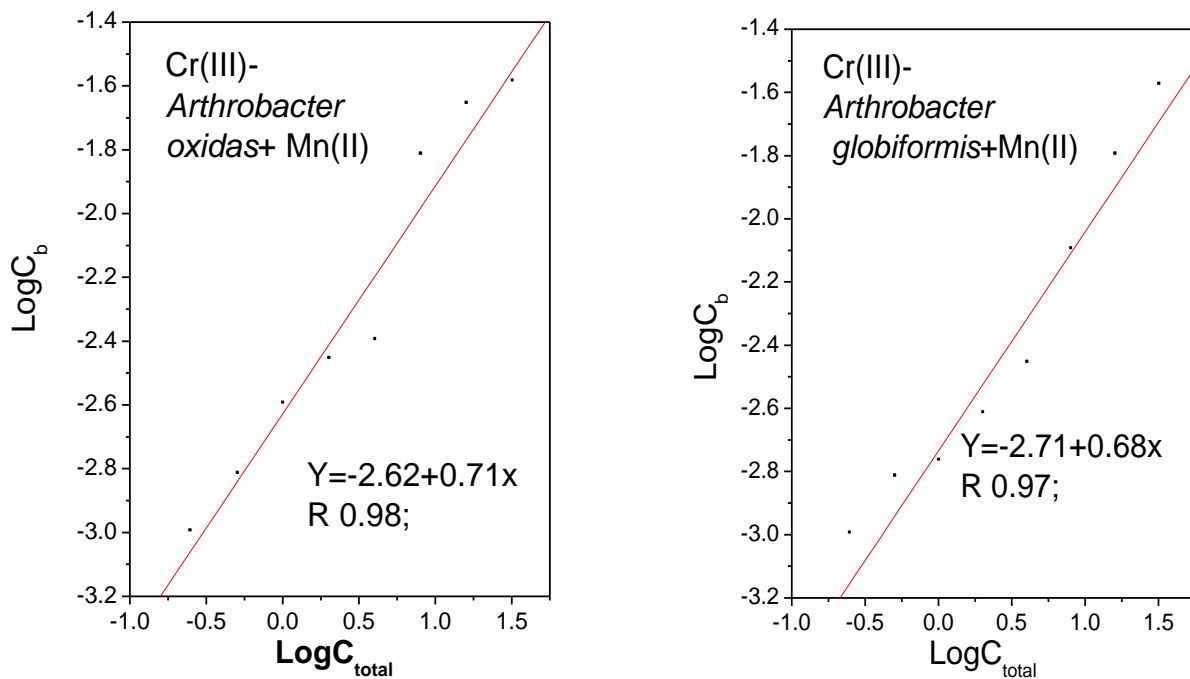 Cr(III)-
Arthrobacter
oxidas+ Mn(II)
Y=-2.62+0.71x
R 0.98;
LogC_b
-1.4
-1.6
-1.8
-2.0
-2.2
-2.4
-2.6
-2.8
-3.0
-3.2
-1.0 -0.5 0.0 0.5 1.0 1.5
LogC_total
Cr(III)-
Arthrobacter
globiformis+Mn(II)
Y=-2.71+0.68x
R 0.97;
LogC_b
-1.4
-1.6
-1.8
-2.0
-2.2
-2.4
-2.6
-2.8
-3.0
-3.2
-1.0 -0.5 0.0 0.5 1.0 1.5
LogC_total